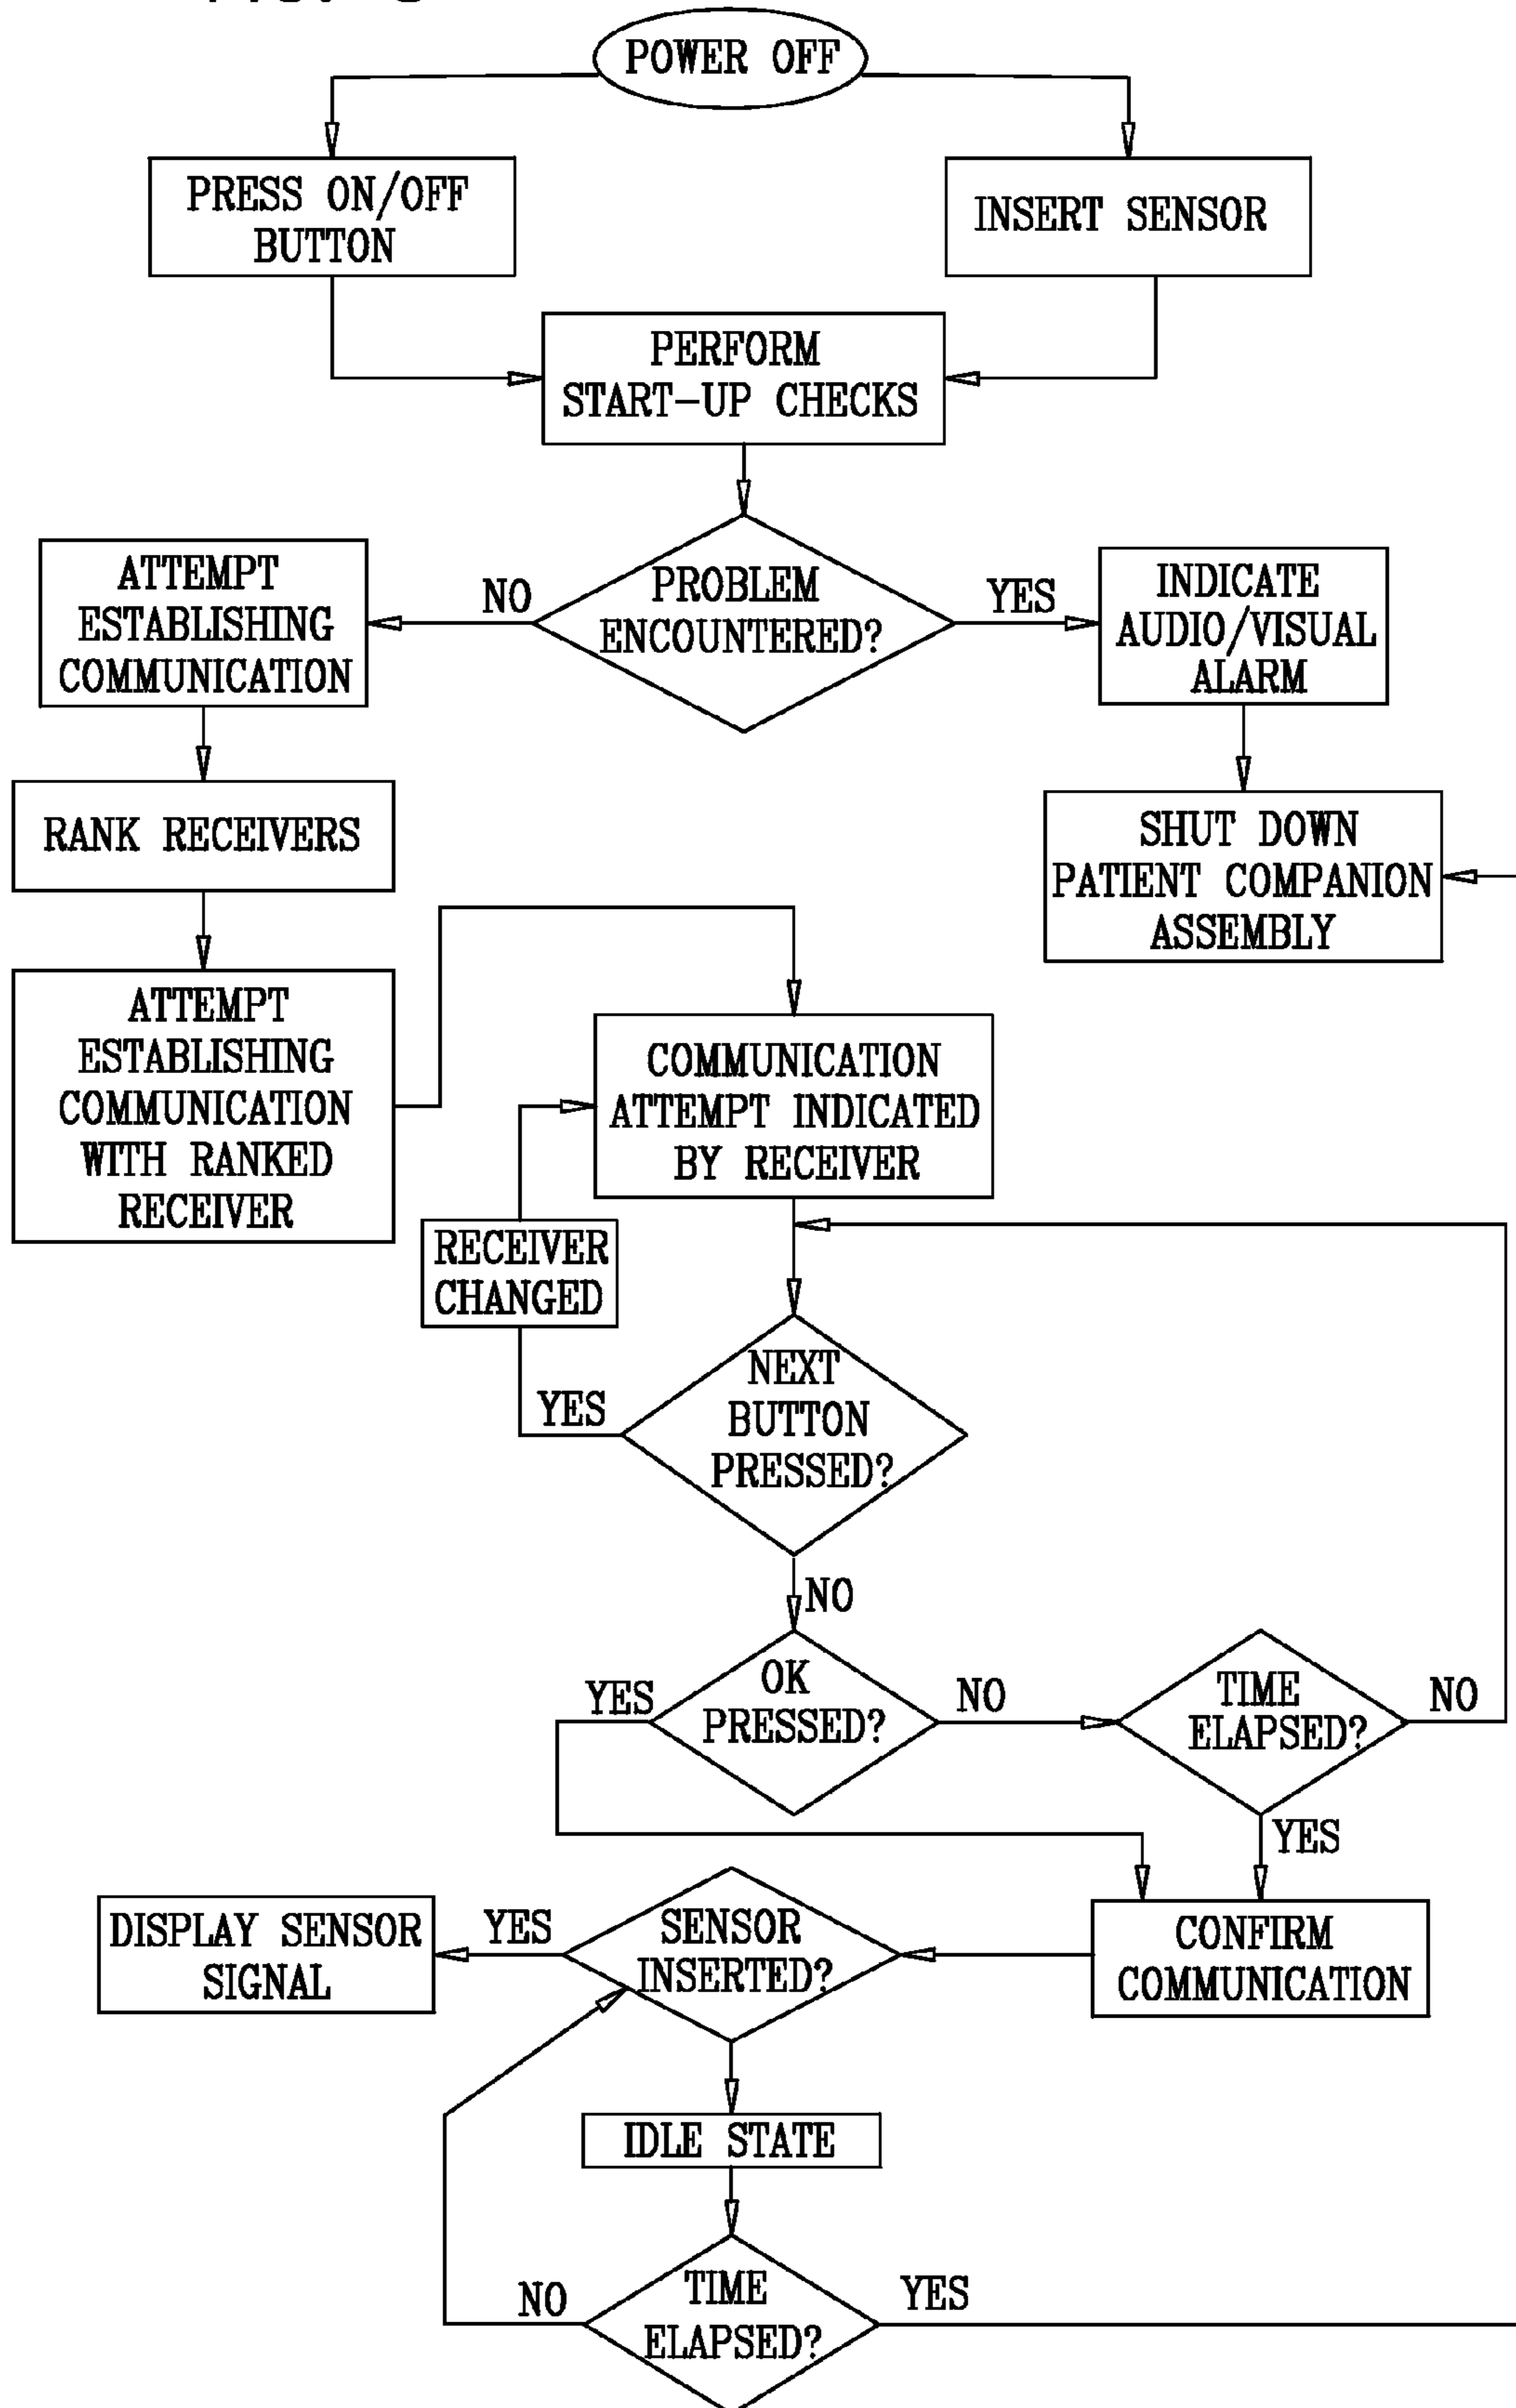 POWER OFF
PRESS ON/OFF
BUTTON
INSERT SENSOR
PERFORM
START-UP CHECKS
ATTEMPT
ESTABLISHING
COMMUNICATION
NO
PROBLEM
ENCOUNTERED?
YES
INDICATE
AUDIO/VISUAL
ALARM
RANK RECEIVERS
SHUT DOWN
PATIENT COMPANION
ASSEMBLY
ATTEMPT
ESTABLISHING
COMMUNICATION
WITH RANKED
RECEIVER
COMMUNICATION
ATTEMPT INDICATED
BY RECEIVER
RECEIVER
CHANGED
NEXT
BUTTON
PRESSED?
YES
NO
YES
OK
PRESSED?
NO
TIME
ELAPSED?
NO
YES
DISPLAY SENSOR
SIGNAL
YES
SENSOR
INSERTED?
CONFIRM
COMMUNICATION
IDLE STATE
NO
TIME
ELAPSED?
YES